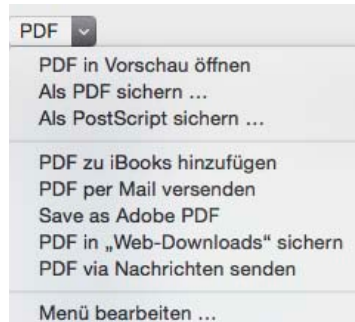 PDF
PDF in Vorschau öffnen
Als PDF sichern …
Als PostScript sichern …
PDF zu iBooks hinzufügen
PDF per Mail versenden
Save as Adobe PDF
PDF in „Web-Downloads“ sichern
PDF via Nachrichten senden
Menü bearbeiten …